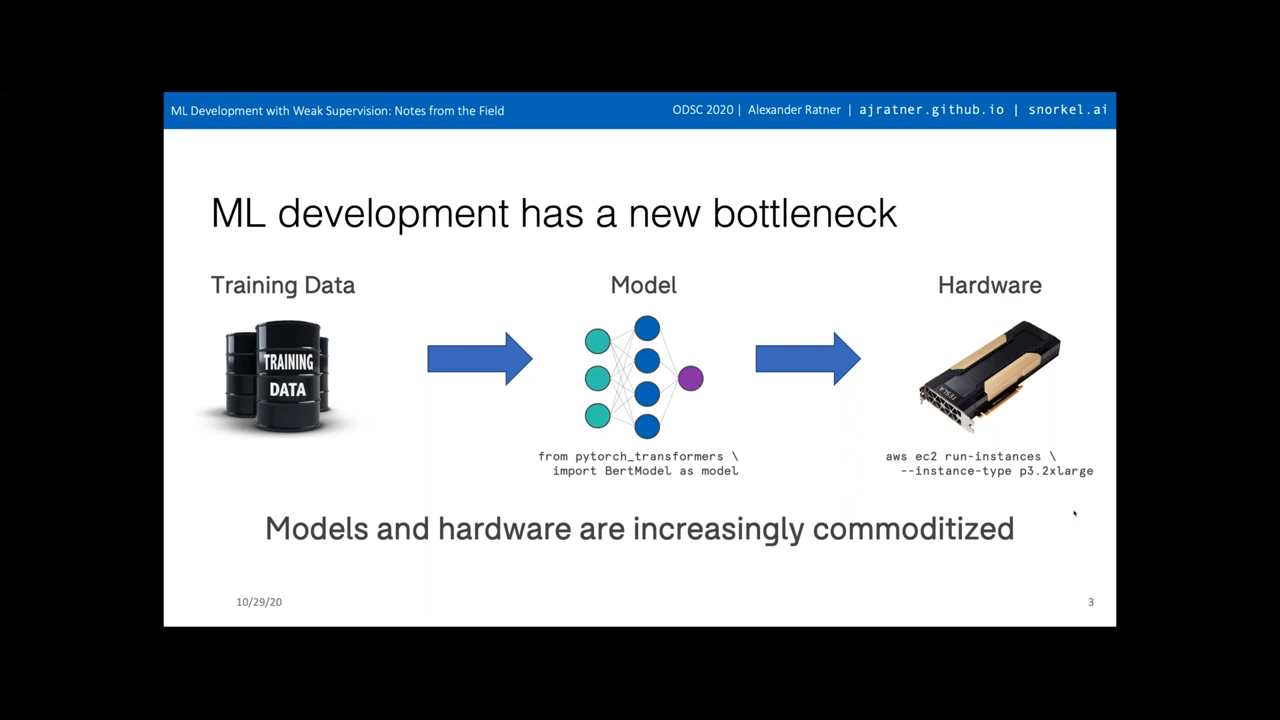 ML Development with Weak Supervision: Notes from the Field
ODSC 2020 | Alexander Ratner | ajratner.github.io | snorkel.ai
ML development has a new bottleneck
Training Data
Model
Hardware
TRAINING
DATA
TESLA
from pytorch_transformers \
import BertModel as model
aws ec2 run-instances \
--instance-type p3.2xlarge
Models and hardware are increasingly commoditized
10/29/20
3